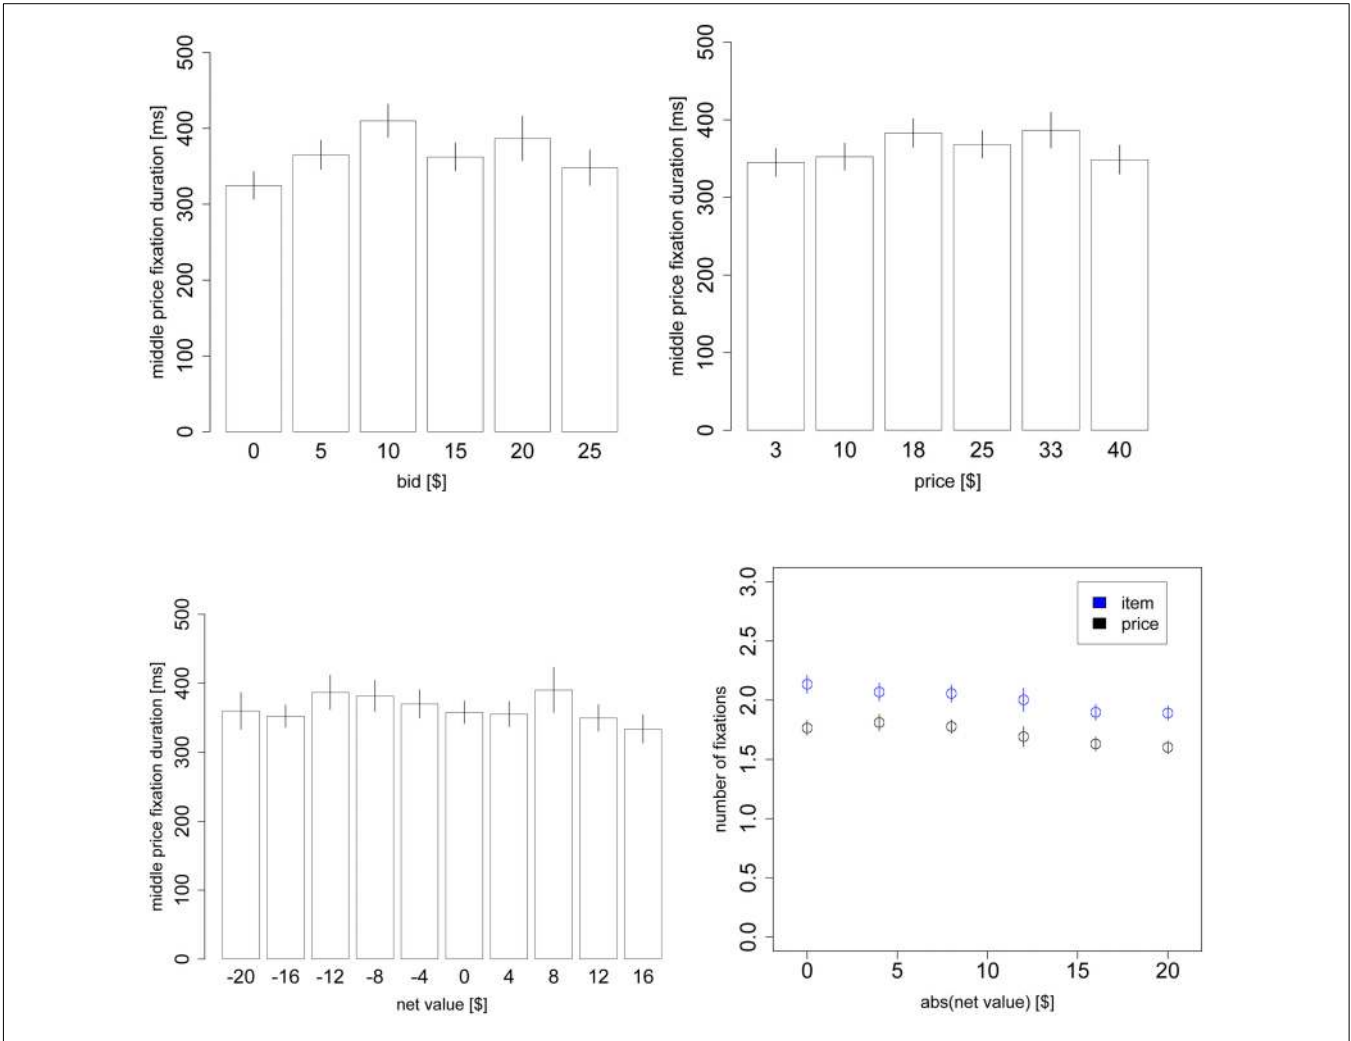 middle price fixation duration [ms]
500
400
300
200
100
0
0 5 10 15 20 25
bid [$]
middle price fixation duration [ms]
500
400
300
200
100
0
3 10 18 25 33 40
price [$]
middle price fixation duration [ms]
500
400
300
200
100
0
-20 -16 -12 -8 -4 0 4 8 12 16
net value [$]
number of fixations
3.0
2.5
2.0
1.5
1.0
0.5
0.0
item
price
0 5 10 15 20
abs(net value) [$]